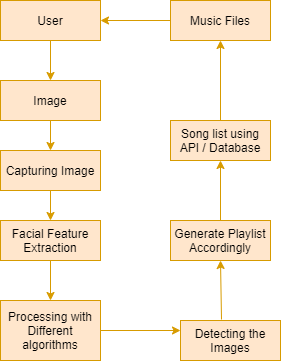 User
Music Files
Image
Song list using
API / Database
Capturing Image
Facial Feature
Extraction
Generate Playlist
Accordingly
Processing with
Different
algorithms
Detecting the
Images